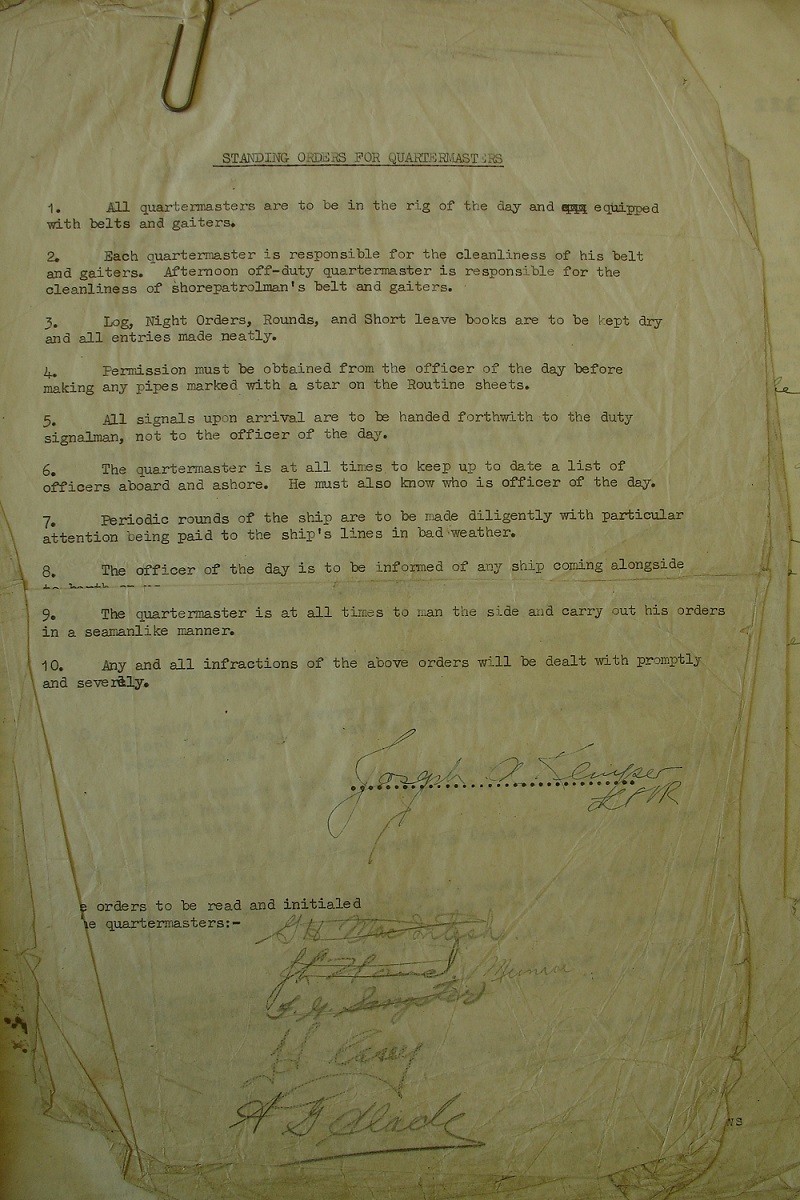 STANDING ORDERS FOR QUARTERMASTERS
1. All quartermasters are to be in the rig of the day and equipped
with belts and gaiters.
2. Each quartermaster is responsible for the cleanliness of his belt
and gaiters. Afternoon off-duty quartermaster is responsible for the
cleanliness of shorepatrolman's belt and gaiters.
3. Log, Night Orders, Rounds, and Short leave books are to be kept dry
and all entries made neatly.
4. Permission must be obtained from the officer of the day before
making any pipes marked with a star on the Routine sheets.
5. All signals upon arrival are to be handed forthwith to the duty
signalman, not to the officer of the day.
6. The quartermaster is at all times to keep up to date a list of
officers aboard and ashore. He must also know who is officer of the day.
7. Periodic rounds of the ship are to be made diligently with particular
attention being paid to the ship's lines in bad weather.
8. The officer of the day is to be informed of any ship coming alongside
9. The quartermaster is at all times to man the side and carry out his orders
in a seamanlike manner.
10. Any and all infractions of the above orders will be dealt with promptly
and severely.
Joseph
orders to be read and initialed
quartermasters:-
G H MacIntosh
Munro
Casey